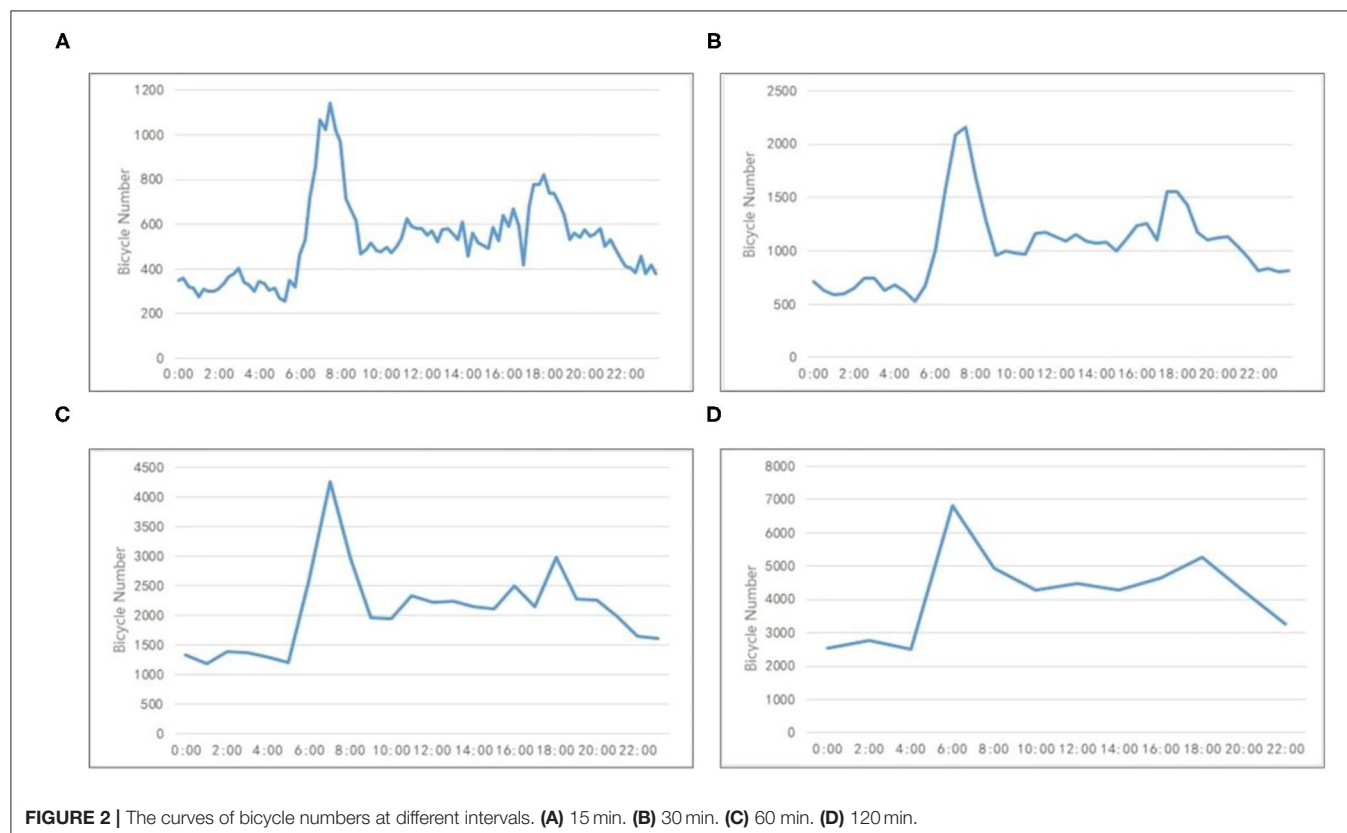 A
1200
1000
800
600
400
200
0
Bicycle Number
0:00 2:00 4:00 6:00 8:00 10:00 12:00 14:00 16:00 18:00 20:00 22:00
B
2500
2000
1500
1000
500
0
Bicycle Number
0:00 2:00 4:00 6:00 8:00 10:00 12:00 14:00 16:00 18:00 20:00 22:00
C
4500
4000
3500
3000
2500
2000
1500
1000
500
0
Bicycle Number
0:00 2:00 4:00 6:00 8:00 10:00 12:00 14:00 16:00 18:00 20:00 22:00
D
8000
7000
6000
5000
4000
3000
2000
1000
0
Bicycle Number
0:00 2:00 4:00 6:00 8:00 10:00 12:00 14:00 16:00 18:00 20:00 22:00
FIGURE 2 | The curves of bicycle numbers at different intervals. (A) 15 min. (B) 30 min. (C) 60 min. (D) 120 min.